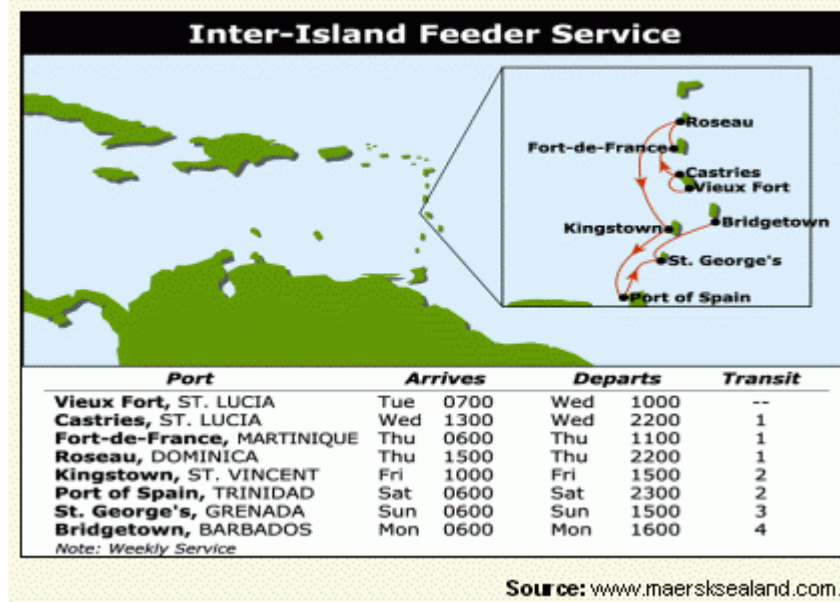 Inter-Island Feeder Service
Roseau
Fort-de-France
Castries
Vieux Fort
Bridgetown
Kingstown
St. George's
Port of Spain
Port Arrives Departs Transit
Vieux Fort, ST. LUCIA Tue 0700 Wed 1000 --
Castries, ST. LUCIA Wed 1300 Wed 2200 1
Fort-de-France, MARTINIQUE Thu 0600 Thu 1100 1
Roseau, DOMINICA Thu 1500 Thu 2200 1
Kingstown, ST. VINCENT Fri 1000 Fri 1500 2
Port of Spain, TRINIDAD Sat 0600 Sat 2300 2
St. George's, GRENADA Sun 0600 Sun 1500 3
Bridgetown, BARBADOS Mon 0600 Mon 1600 4
Note: Weekly Service
Source: www.maersksealand.com